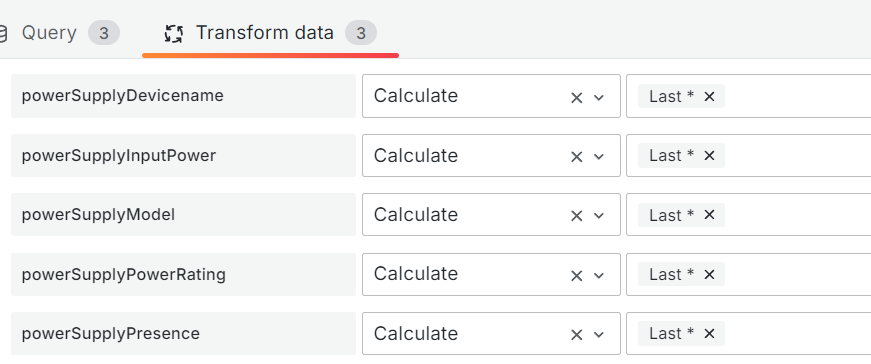 Query 3 Transform data 3
powerSupplyDevicename Calculate Last *
powerSupplyInputPower Calculate Last *
powerSupplyModel Calculate Last *
powerSupplyPowerRating Calculate Last *
powerSupplyPresence Calculate Last *